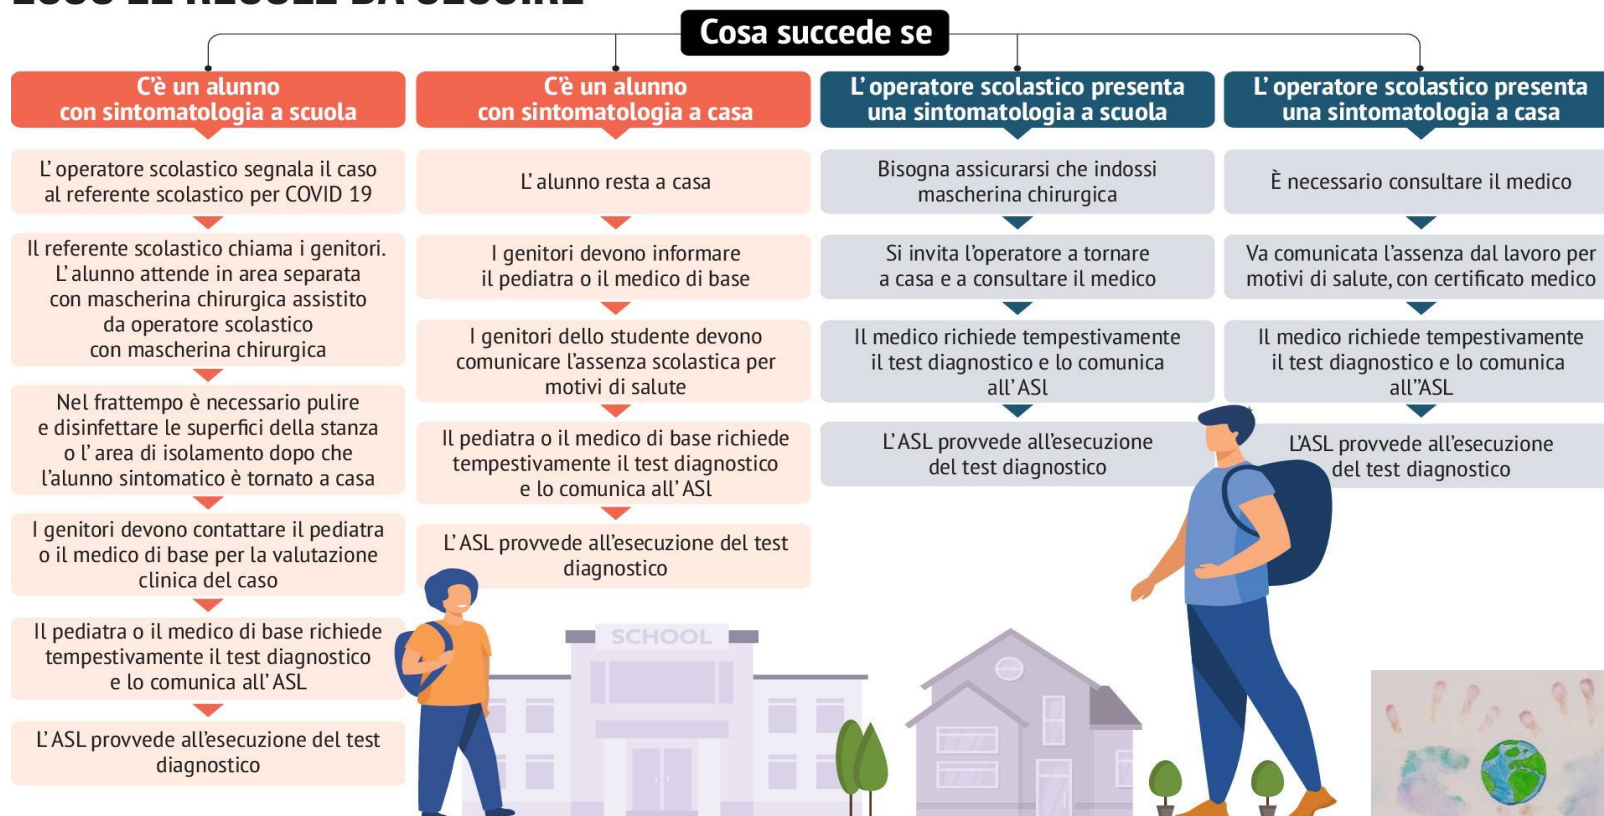 ECCO LE REGOLE DA SEGUIRE
Cosa succede se
C'è un alunno
con sintomatologia a scuola
L'operatore scolastico segnala il caso
al referente scolastico per COVID 19
Il referente scolastico chiama i genitori.
L'alunno attende in area separata
con mascherina chirurgica assistito
da operatore scolastico
con mascherina chirurgica
Nel frattempo è necessario pulire
e disinfettare le superfici della stanza
o l'area di isolamento dopo che
l'alunno sintomatico è tornato a casa
I genitori devono contattare il pediatra
o il medico di base per la valutazione
clinica del caso
Il pediatra o il medico di base richiede
tempestivamente il test diagnostico
e lo comunica all'ASL
L'ASL provvede all'esecuzione del test
diagnostico
C'è un alunno
con sintomatologia a casa
L'alunno resta a casa
I genitori devono informare
il pediatra o il medico di base
I genitori dello studente devono
comunicare l'assenza scolastica per
motivi di salute
Il pediatra o il medico di base richiede
tempestivamente il test diagnostico
e lo comunica all'ASl
L'ASL provvede all'esecuzione del test
diagnostico
L'operatore scolastico presenta
una sintomatologia a scuola
Bisogna assicurarsi che indossi
mascherina chirurgica
Si invita l'operatore a tornare
a casa e a consultare il medico
Il medico richiede tempestivamente
il test diagnostico e lo comunica
all'ASl
L'ASL provvede all'esecuzione
del test diagnostico
L'operatore scolastico presenta
una sintomatologia a casa
È necessario consultare il medico
Va comunicata l'assenza dal lavoro per
motivi di salute, con certificato medico
Il medico richiede tempestivamente
il test diagnostico e lo comunica
all''ASL
L'ASL provvede all'esecuzione
del test diagnostico
SCHOOL